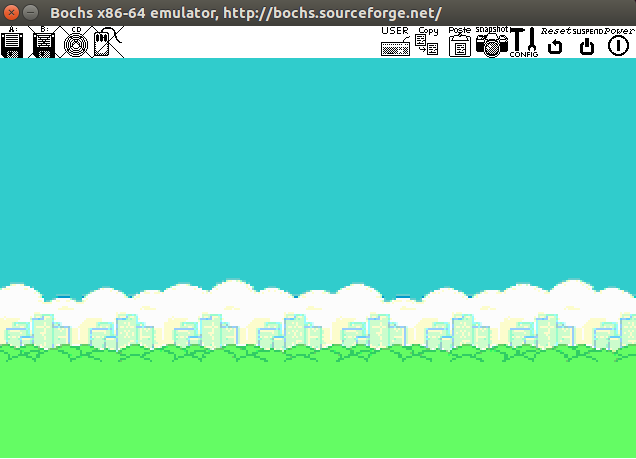 Bochs x86-64 emulator, http://bochs.sourceforge.net/
A: B: CD USER Copy Paste snapshot CONFIG Reset SUSPEND Power